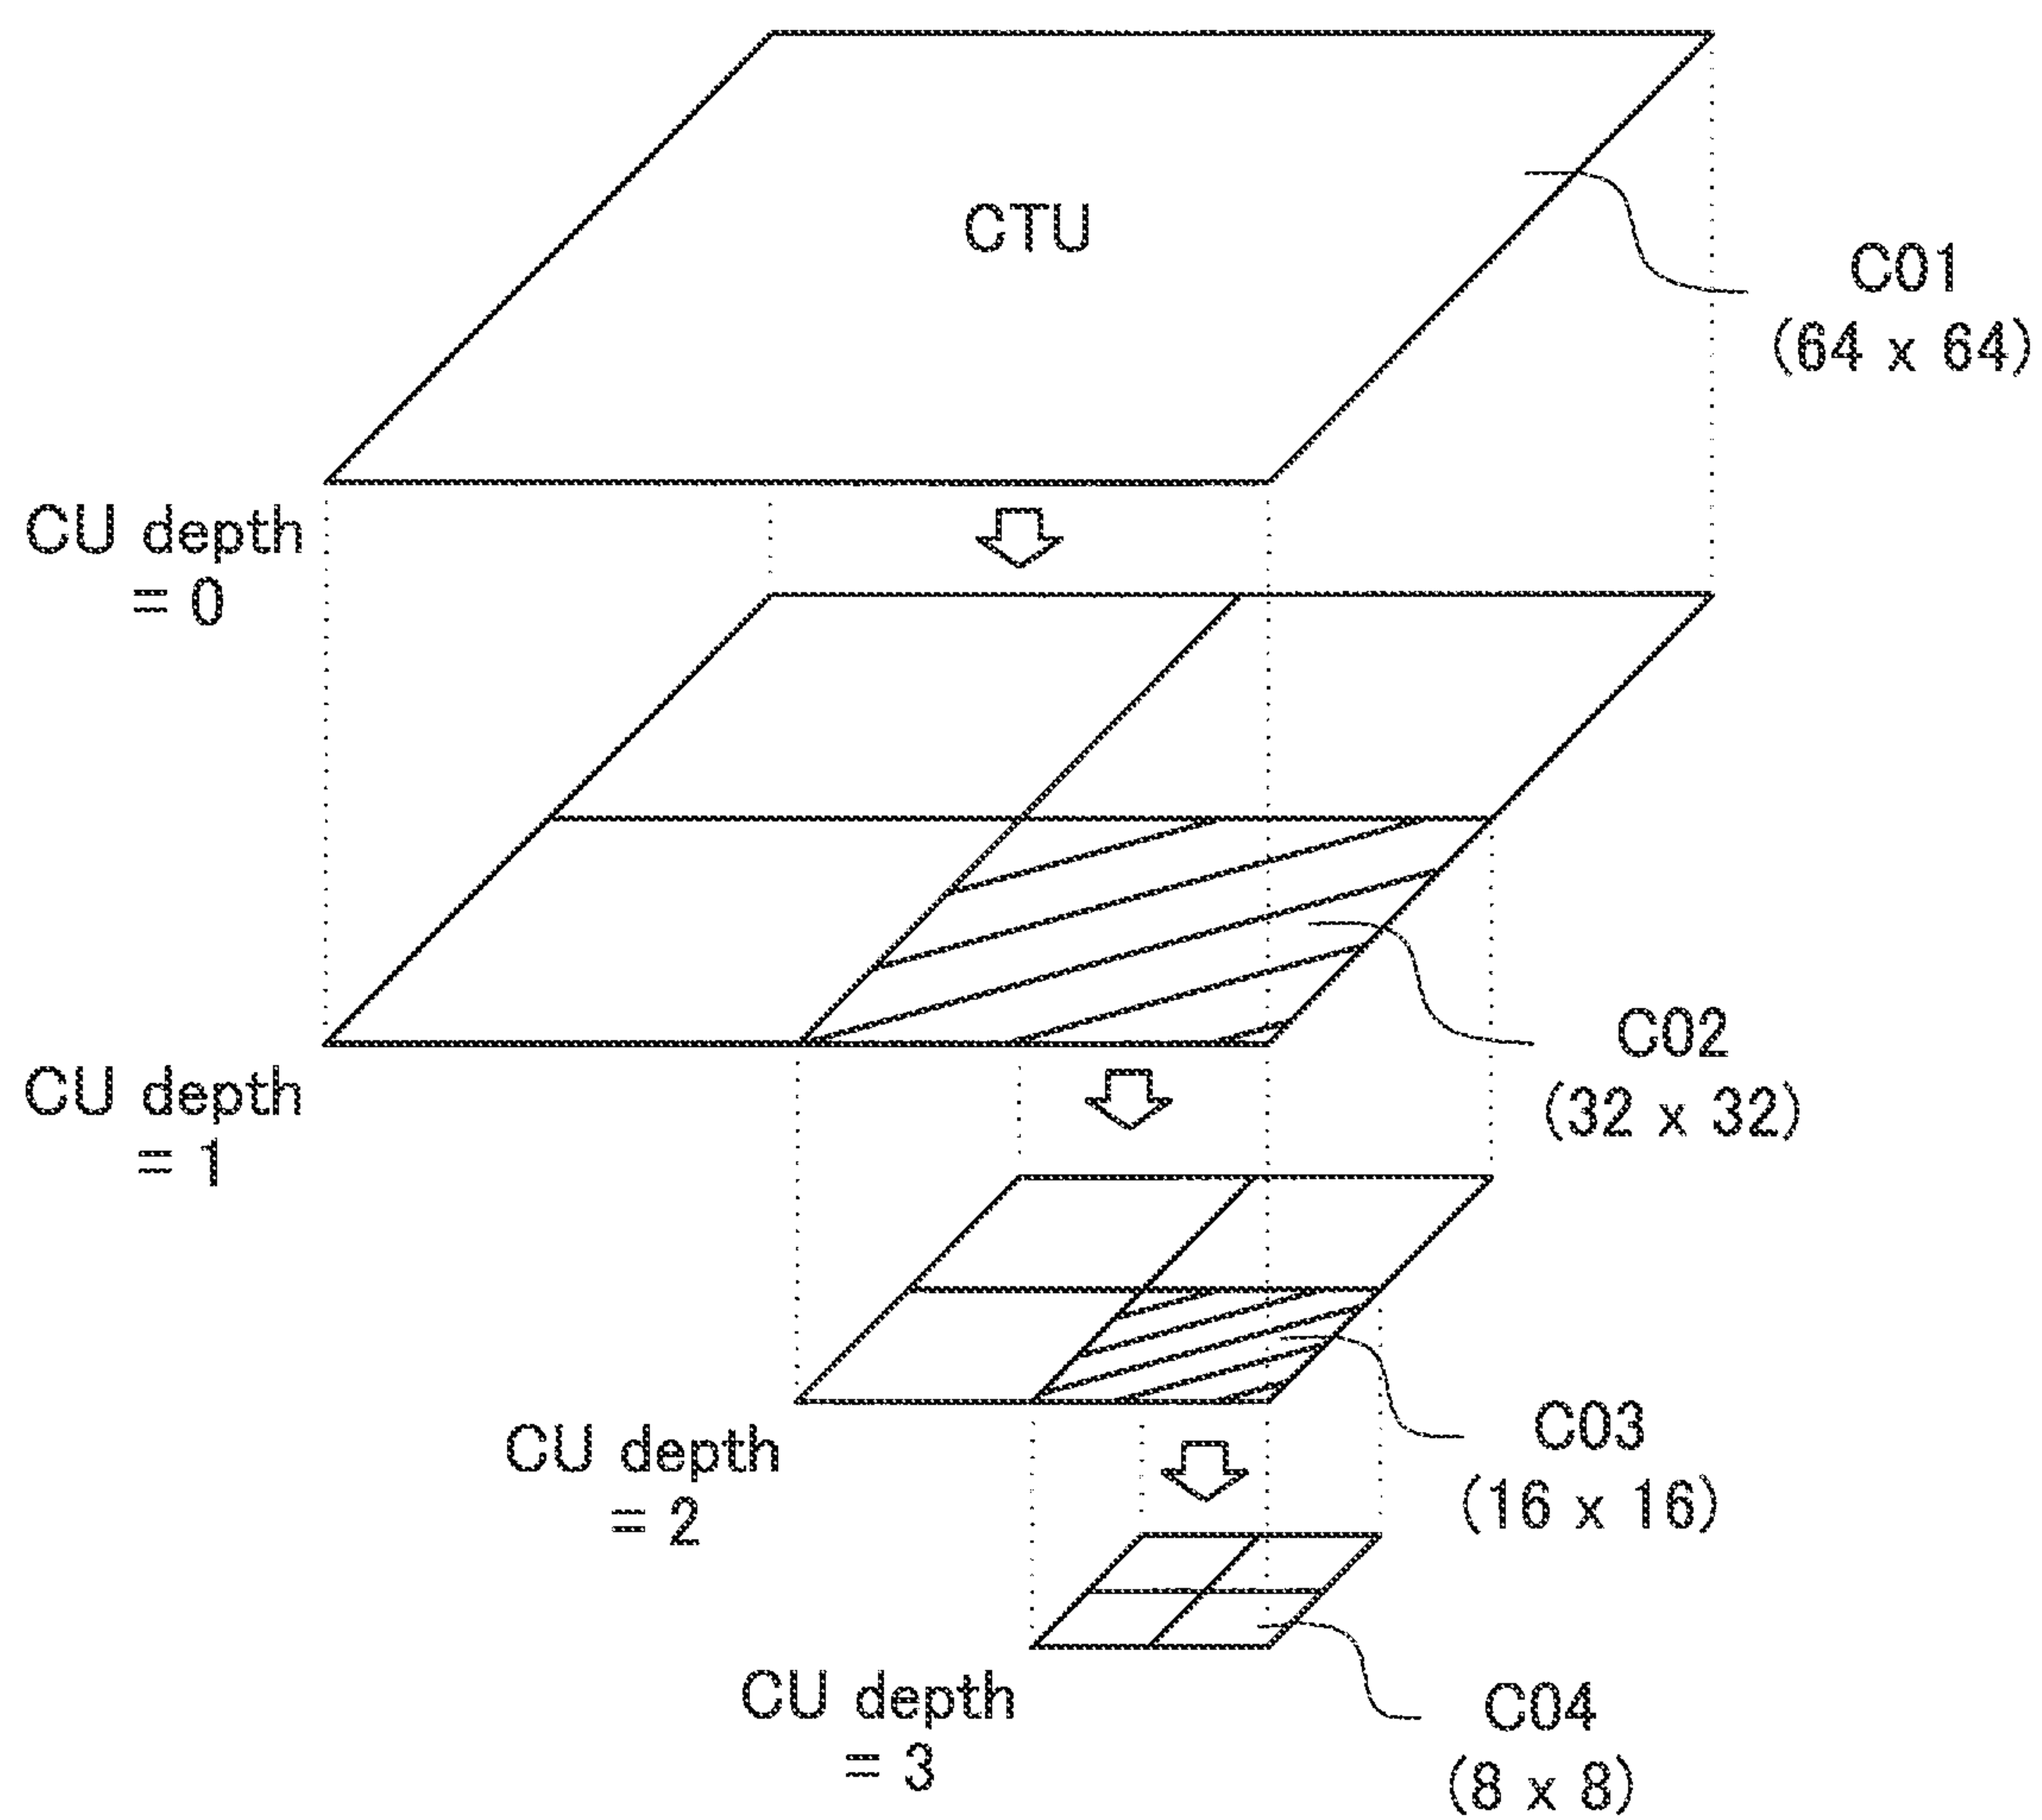 CTU
C01
(64 x 64)
CU depth
= 0
C02
(32 x 32)
CU depth
= 1
C03
(16 x 16)
CU depth
= 2
C04
(8 x 8)
CU depth
= 3